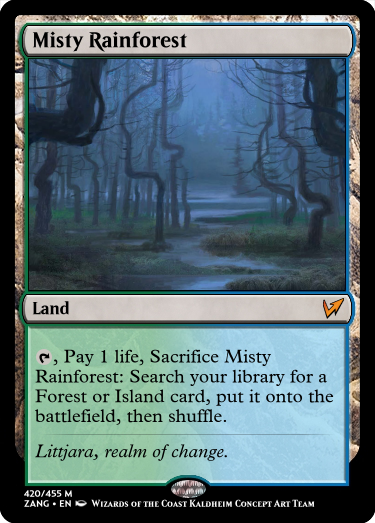 Misty Rainforest
Land
, Pay 1 life, Sacrifice Misty
Rainforest: Search your library for a
Forest or Island card, put it onto the
battlefield, then shuffle.
Littjara, realm of change.
420/455 M
ZANG • EN Wizards of the Coast Kaldheim Concept Art Team